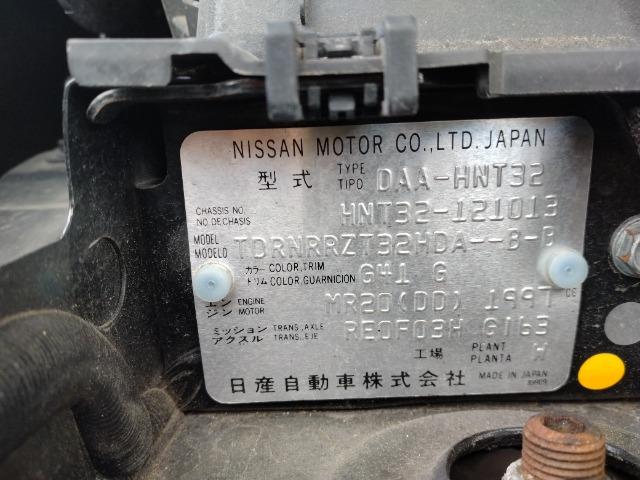 NISSAN MOTOR CO.,LTD. JAPAN
型式 TYPE TIPO DAA-HNT32
CHASSIS NO. NO. DE CHASIS HMT32-121013
MODEL MODELO TDRNRRZT32HDA--B-B
カラー COLOR, TRIM
トリム COLOR, GUARNICION G41 G
エン ENGINE
ジン MOTOR MR20(DD) 1997 CC
ミッション TRANS., AXLE
アクスル TRANS., EJE RE0F03H G163
工場 PLANT PLANTA W
日産自動車株式会社 MADE IN JAPAN